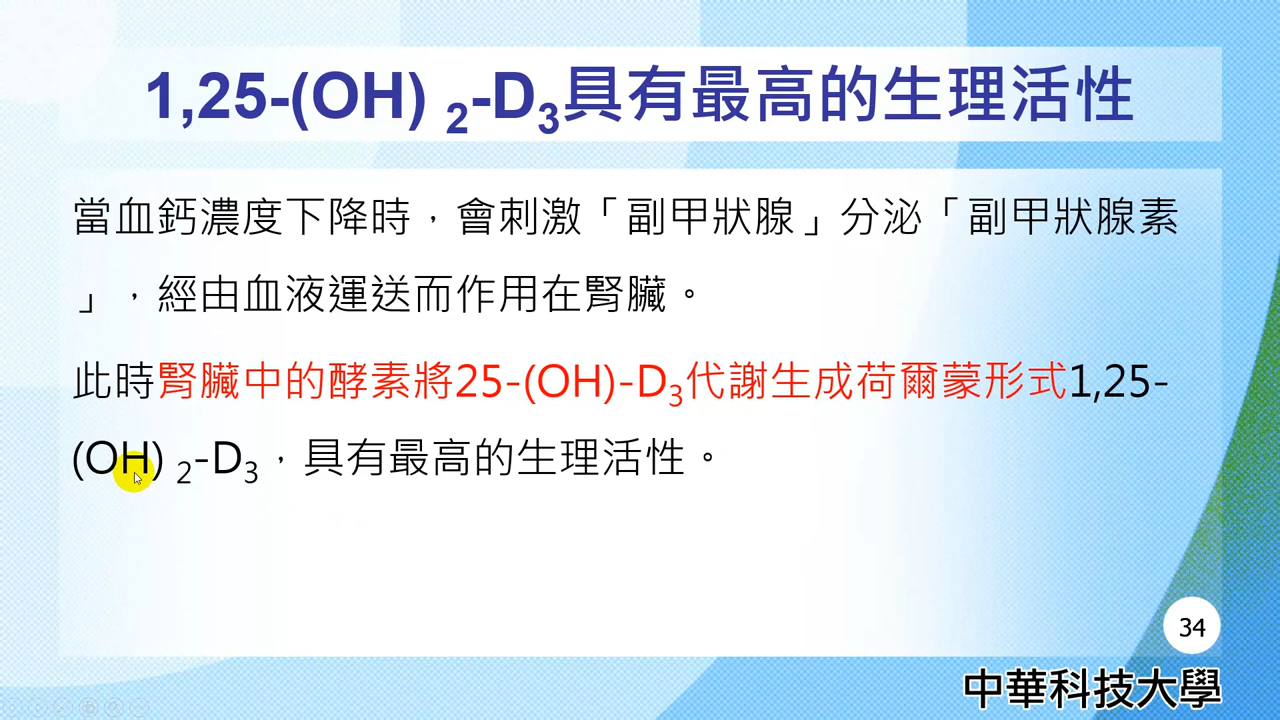 1,25-(OH) 2-D3具有最高的生理活性
當血鈣濃度下降時，會刺激「副甲狀腺」分泌「副甲狀腺素
」，經由血液運送而作用在腎臟。
此時腎臟中的酵素將25-(OH)-D3代謝生成荷爾蒙形式1,25-
(OH) 2-D3，具有最高的生理活性。
34
中華科技大學